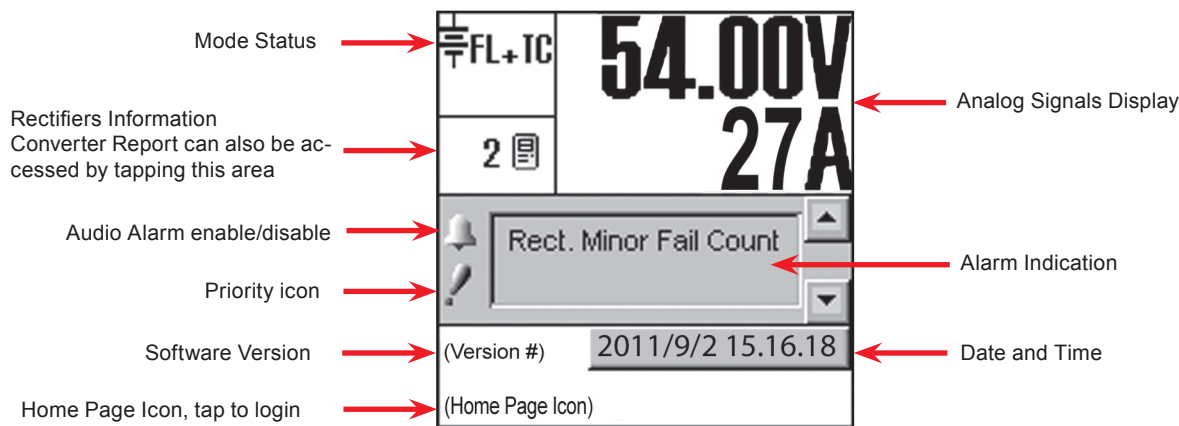 Mode Status
Rectifiers Information
Converter Report can also be ac-
cessed by tapping this area
Audio Alarm enable/disable
Priority icon
Software Version
Home Page Icon, tap to login
FL+TC
54.00V
27A
2
Rect. Minor Fail Count
(Version #)
2011/9/2 15.16.18
(Home Page Icon)
Analog Signals Display
Alarm Indication
Date and Time